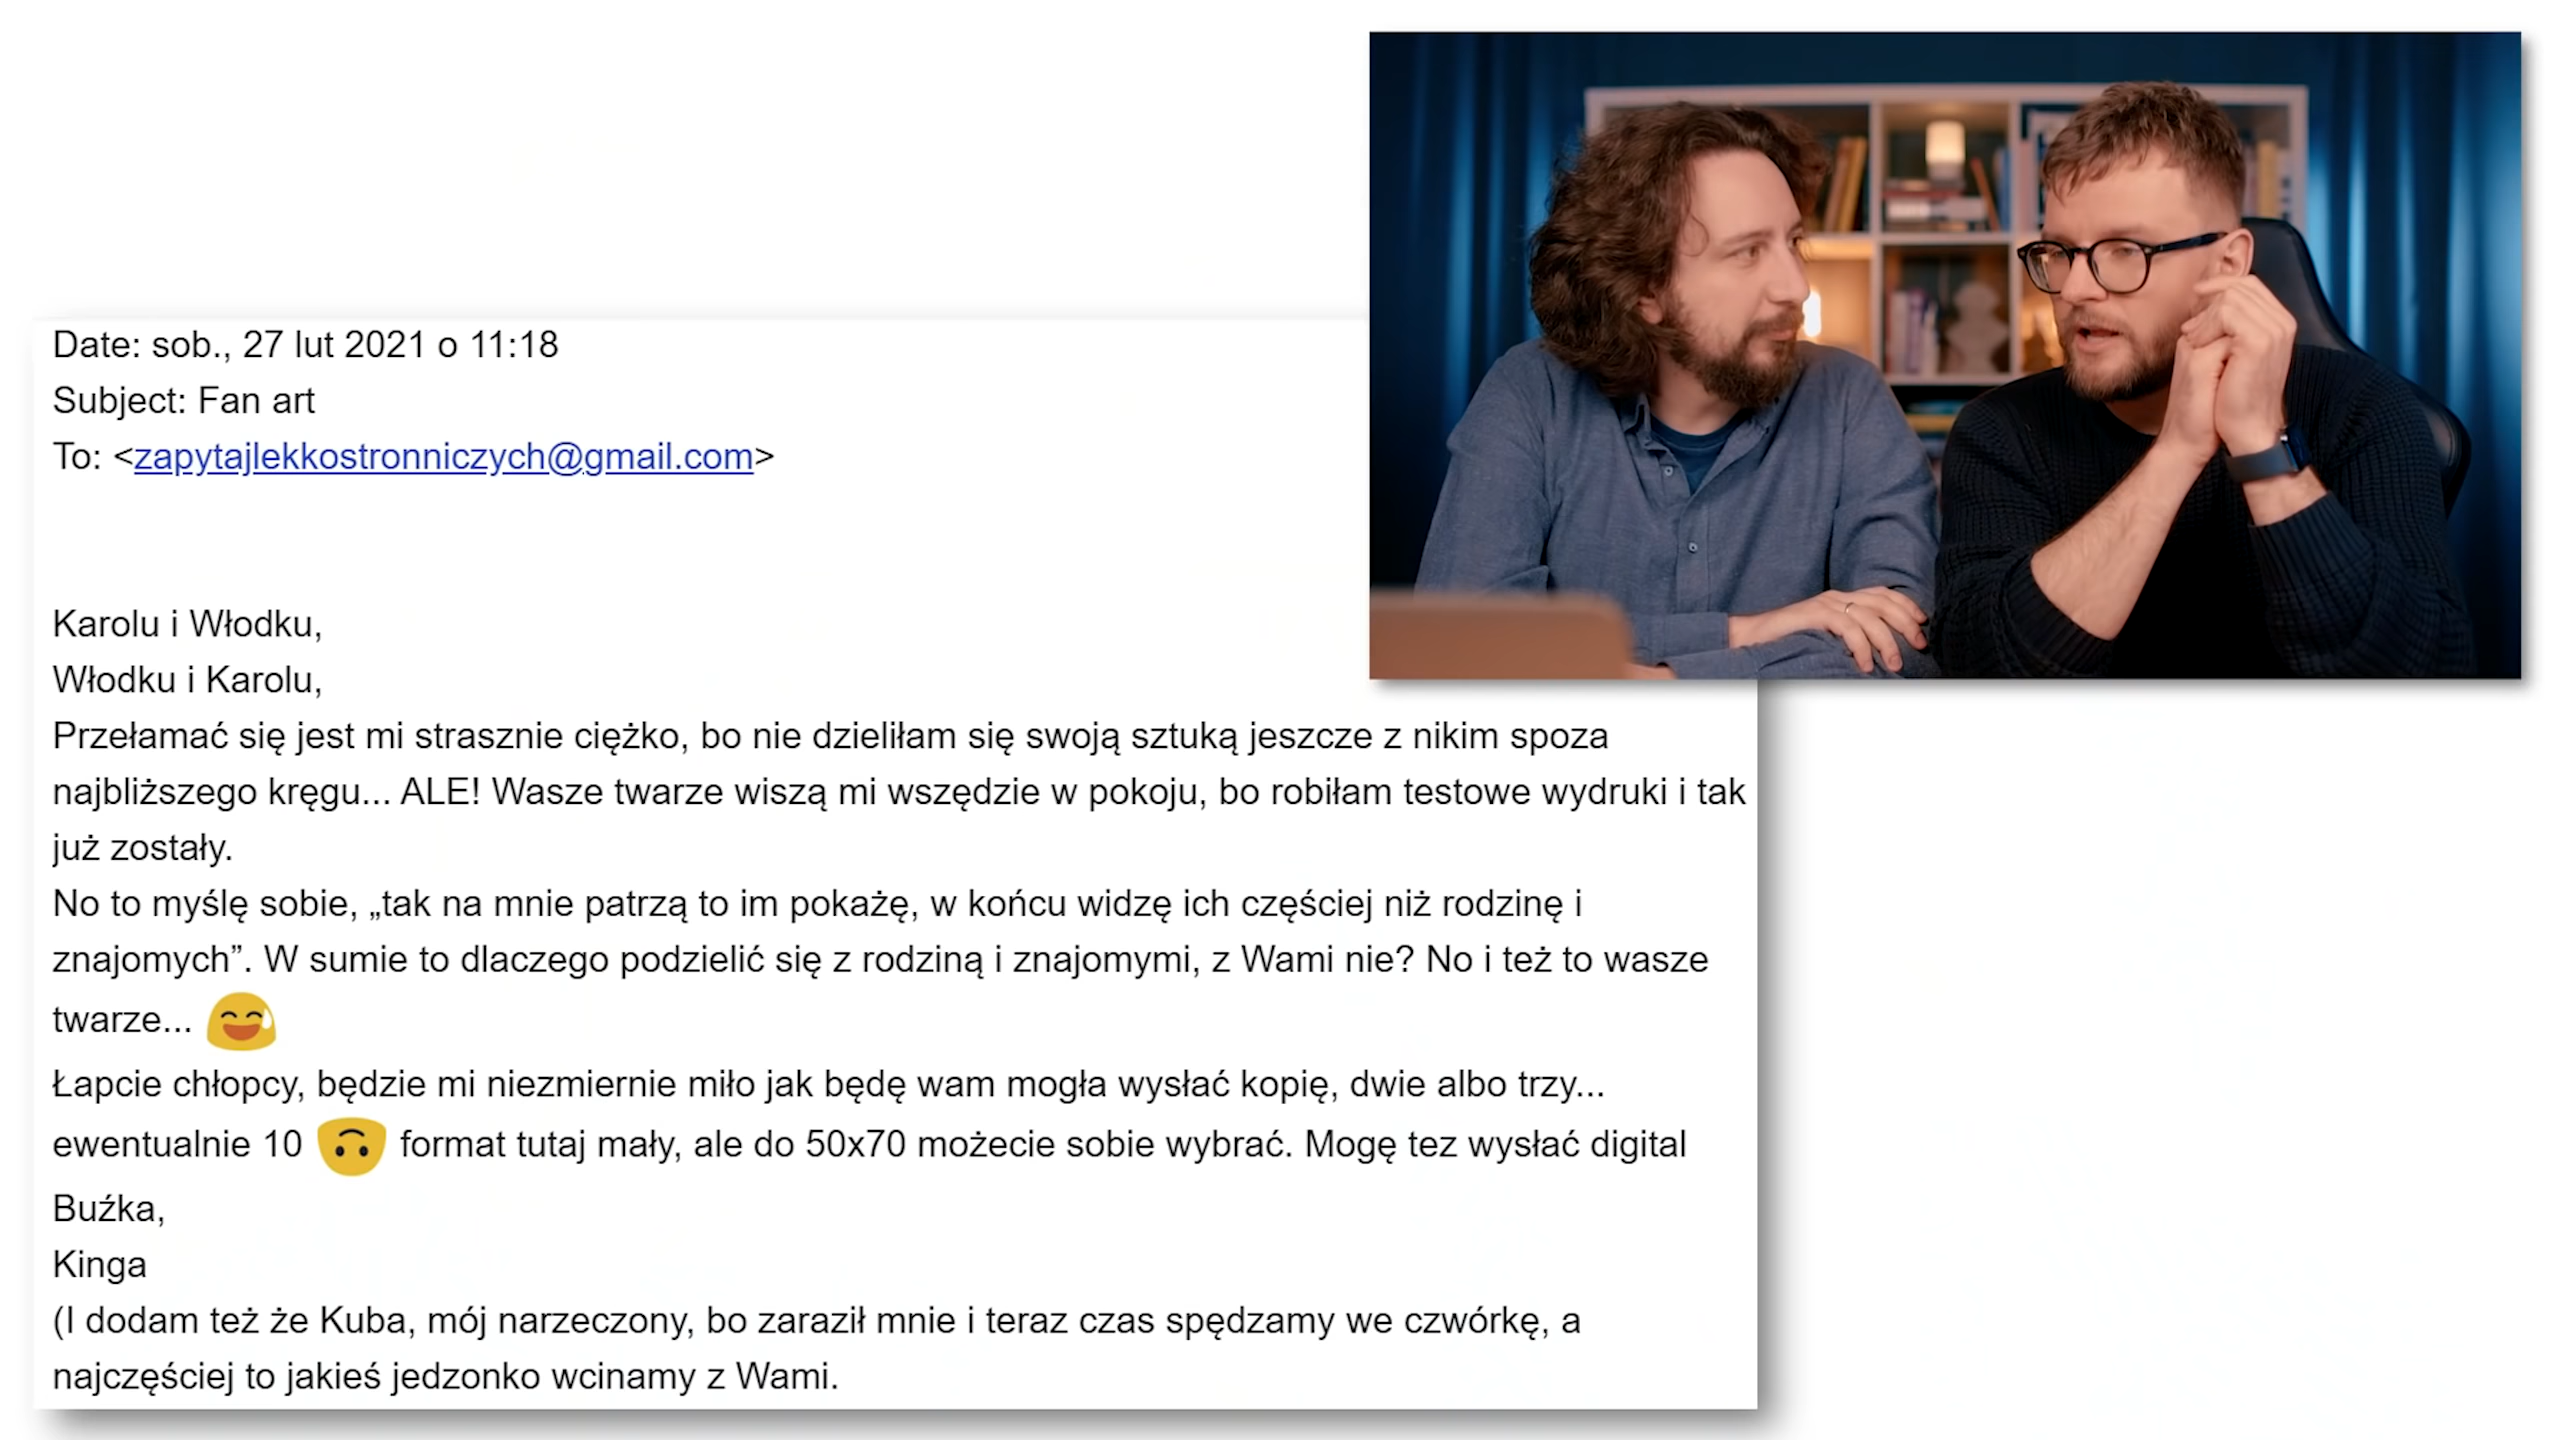 Date: sob., 27 lut 2021 o 11:18
Subject: Fan art
To: <zapytajlekkostronniczych@gmail.com>
Karolu i Włodku,
Włodku i Karolu,
Przełamać się jest mi strasznie ciężko, bo nie dzieliłam się swoją sztuką jeszcze z nikim spoza
najbliższego kręgu... ALE! Wasze twarze wiszą mi wszędzie w pokoju, bo robiłam testowe wydruki i tak
już zostały.
No to myślę sobie, „tak na mnie patrzą to im pokażę, w końcu widzę ich częściej niż rodzinę i
znajomych”. W sumie to dlaczego podzielić się z rodziną i znajomymi, z Wami nie? No i też to wasze
twarze... 😅
Łapcie chłopcy, będzie mi niezmiernie miło jak będę wam mogła wysłać kopię, dwie albo trzy...
ewentualnie 10 🙃 format tutaj mały, ale do 50x70 możecie sobie wybrać. Mogę tez wysłać digital
Buźka,
Kinga
(I dodam też że Kuba, mój narzeczony, bo zaraził mnie i teraz czas spędzamy we czwórkę, a
najczęściej to jakieś jedzonko wcinamy z Wami.